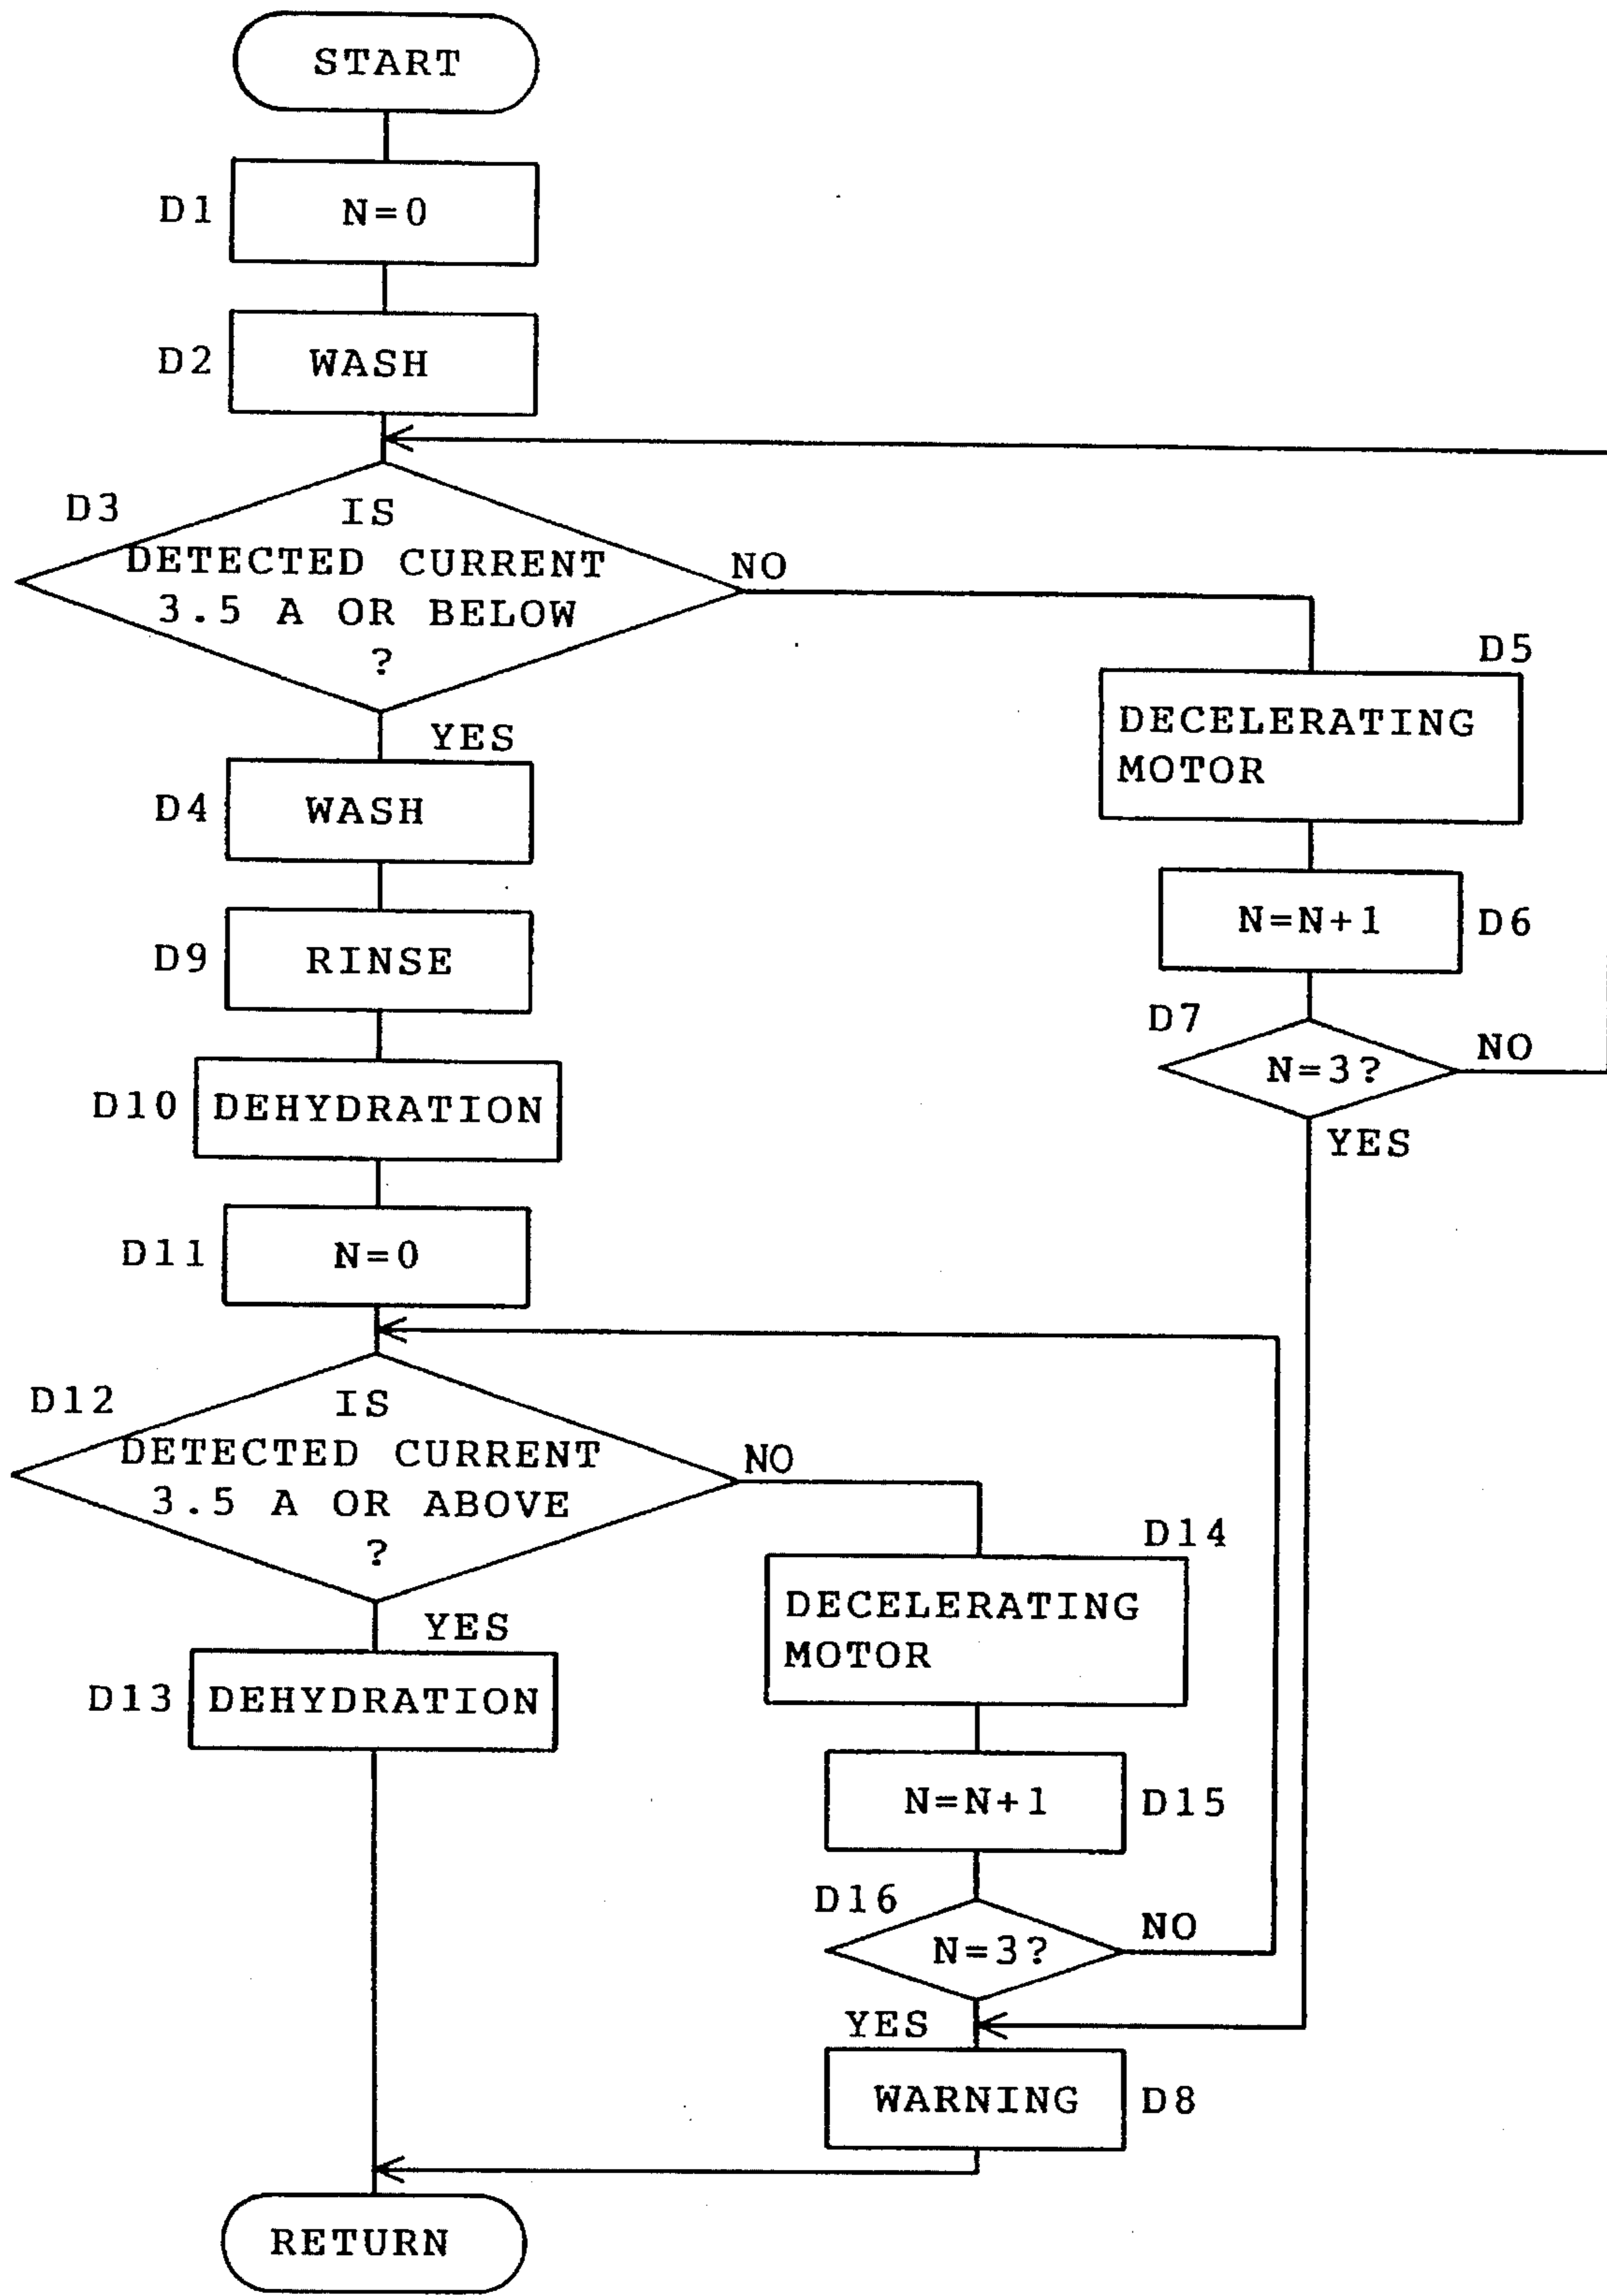 START
D1
N=0
D2
WASH
D3
IS
DETECTED CURRENT
3.5 A OR BELOW
?
NO
YES
D5
DECELERATING
MOTOR
D4
WASH
N=N+1
D6
D9
RINSE
D7
N=3?
NO
YES
D10
DEHYDRATION
D11
N=0
D12
IS
DETECTED CURRENT
3.5 A OR ABOVE
?
NO
YES
D14
DECELERATING
MOTOR
D13
DEHYDRATION
N=N+1
D15
D16
N=3?
NO
YES
WARNING
D8
RETURN